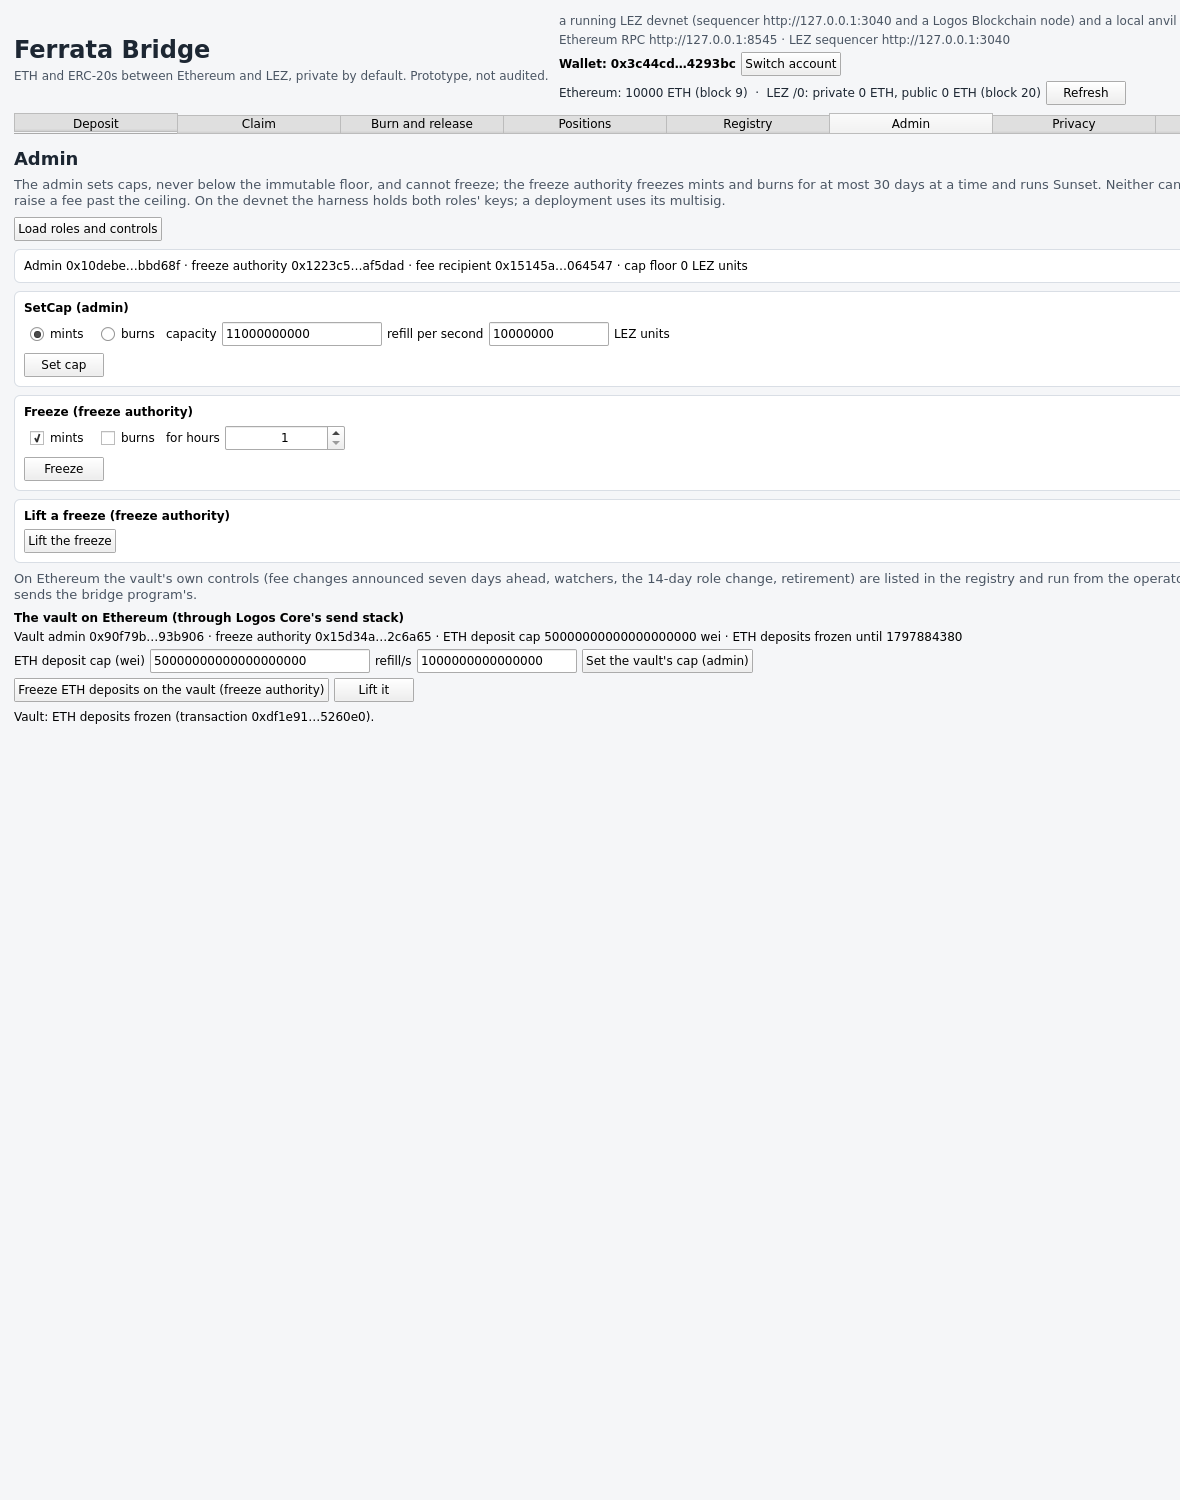 Ferrata Bridge
ETH and ERC-20s between Ethereum and LEZ, private by default. Prototype, not audited.
a running LEZ devnet (sequencer http://127.0.0.1:3040 and a Logos Blockchain node) and a local anvil
Ethereum RPC http://127.0.0.1:8545 · LEZ sequencer http://127.0.0.1:3040
Wallet: 0x3c44cd…4293bc Switch account
Ethereum: 10000 ETH (block 9) · LEZ /0: private 0 ETH, public 0 ETH (block 20) Refresh
Deposit Claim Burn and release Positions Registry Admin Privacy
Admin
The admin sets caps, never below the immutable floor, and cannot freeze; the freeze authority freezes mints and burns for at most 30 days at a time and runs Sunset. Neither can
raise a fee past the ceiling. On the devnet the harness holds both roles' keys; a deployment uses its multisig.
Load roles and controls
Admin 0x10debe…bbd68f · freeze authority 0x1223c5…af5dad · fee recipient 0x15145a…064547 · cap floor 0 LEZ units
SetCap (admin)
mints burns capacity 11000000000 refill per second 10000000 LEZ units
Set cap
Freeze (freeze authority)
mints burns for hours 1
Freeze
Lift a freeze (freeze authority)
Lift the freeze
On Ethereum the vault's own controls (fee changes announced seven days ahead, watchers, the 14-day role change, retirement) are listed in the registry and run from the operato
sends the bridge program's.
The vault on Ethereum (through Logos Core's send stack)
Vault admin 0x90f79b…93b906 · freeze authority 0x15d34a…2c6a65 · ETH deposit cap 50000000000000000000 wei · ETH deposits frozen until 1797884380
ETH deposit cap (wei) 50000000000000000000 refill/s 1000000000000000 Set the vault's cap (admin)
Freeze ETH deposits on the vault (freeze authority) Lift it
Vault: ETH deposits frozen (transaction 0xdf1e91…5260e0).